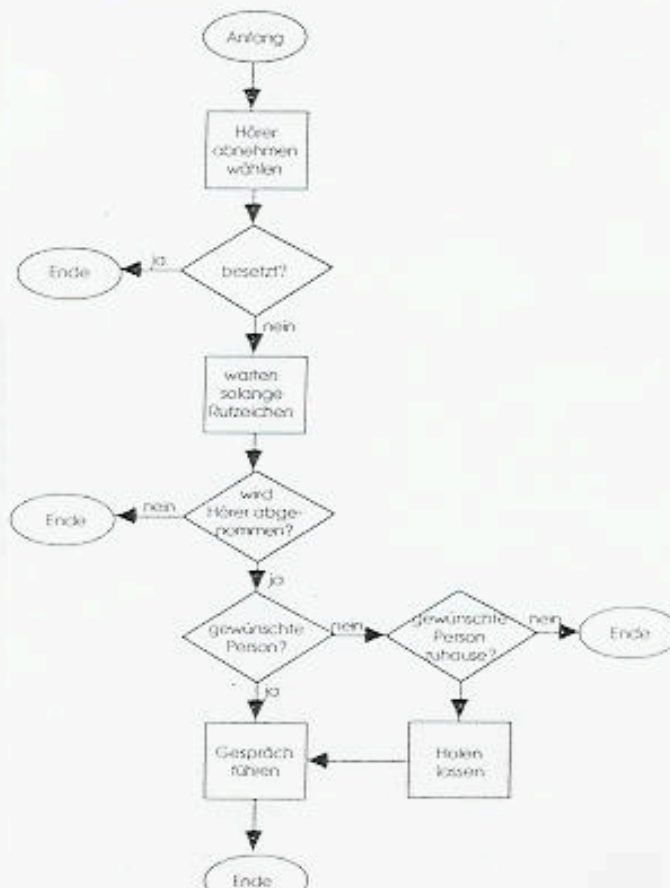 Anfang
Hörer
abnehmen
wählen
besetzt?
ja
Ende
nein
warten
solange
Rufzeichen
wird
Hörer abge-
nommen?
nein
Ende
ja
gewünschte
Person?
nein
gewünschte
Person
zuhause?
nein
Ende
ja
Gespräch
führen
Holen
lassen
Ende